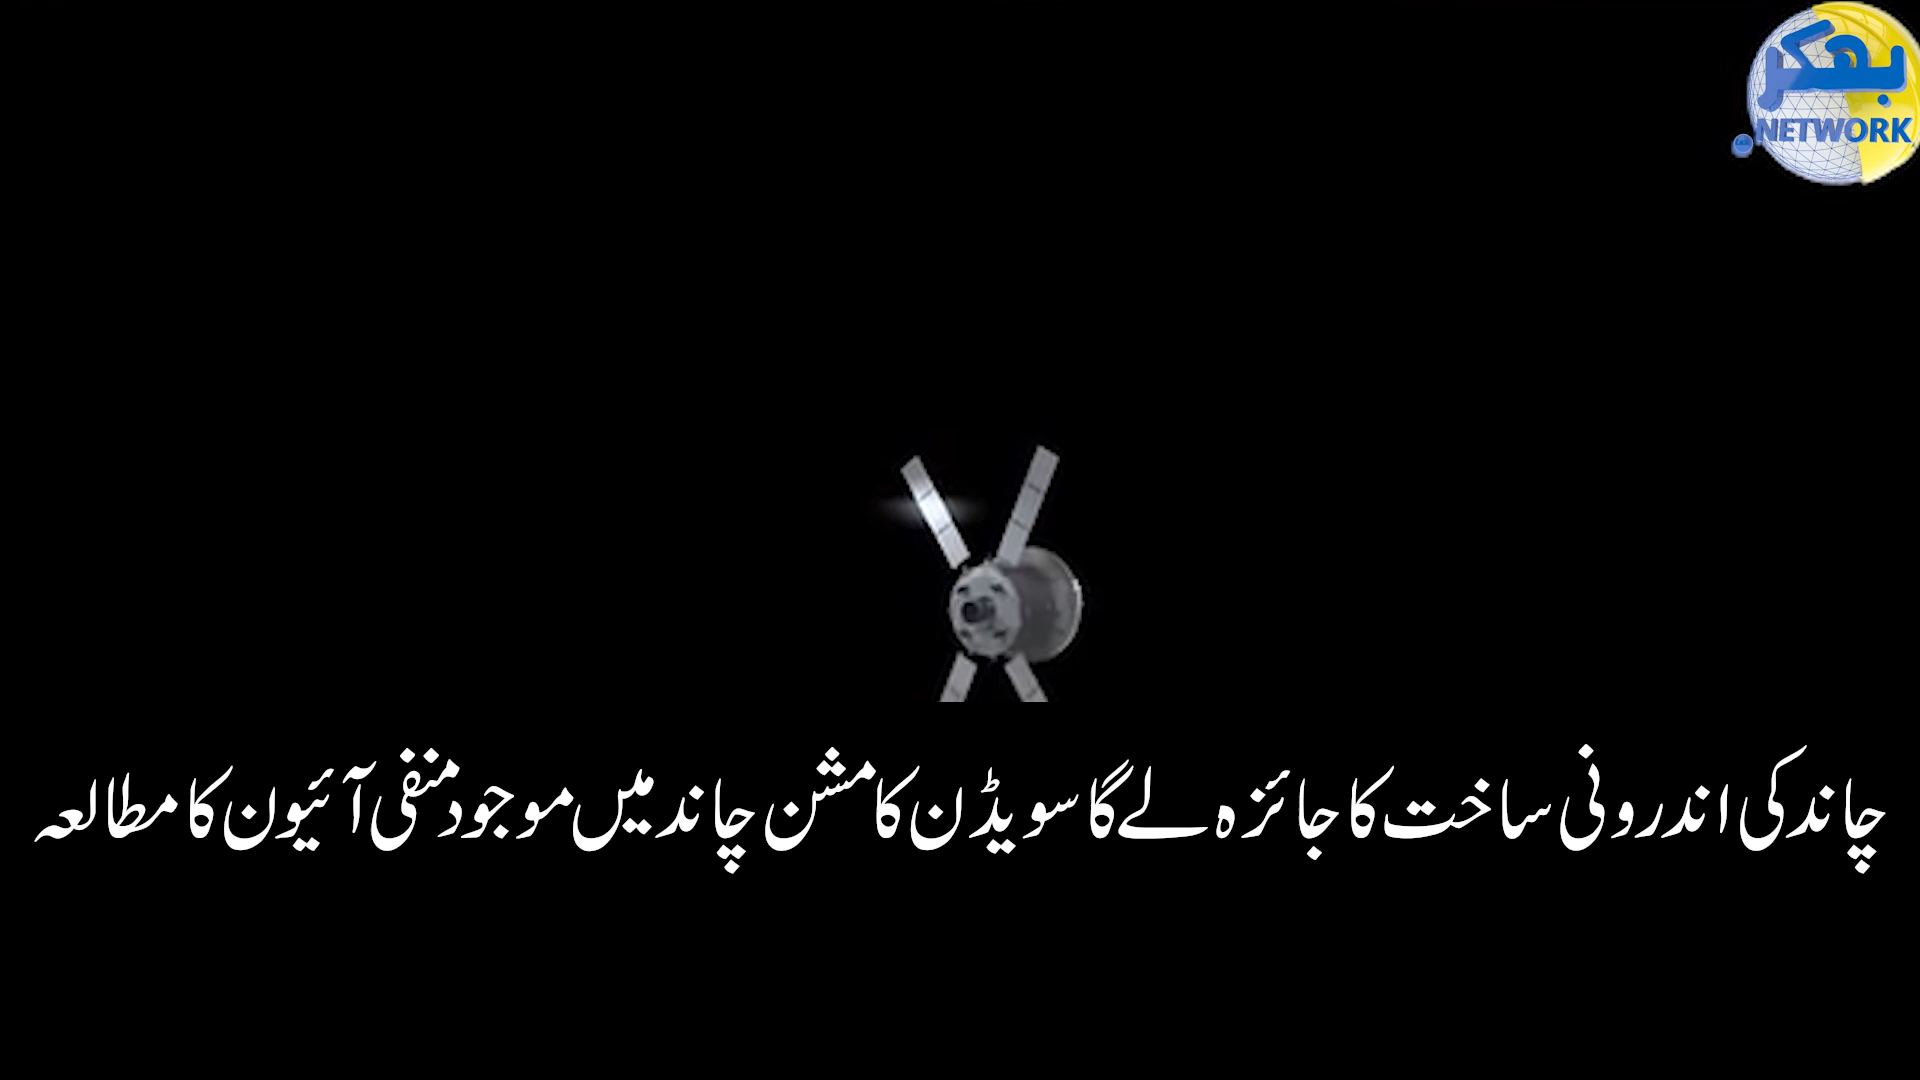 بھکر
NETWORK
چاند کی اندرونی ساخت کا جائزہ لے گا سویڈن کا مشن چاند میں موجود منفی آئیون کا مطالعہ